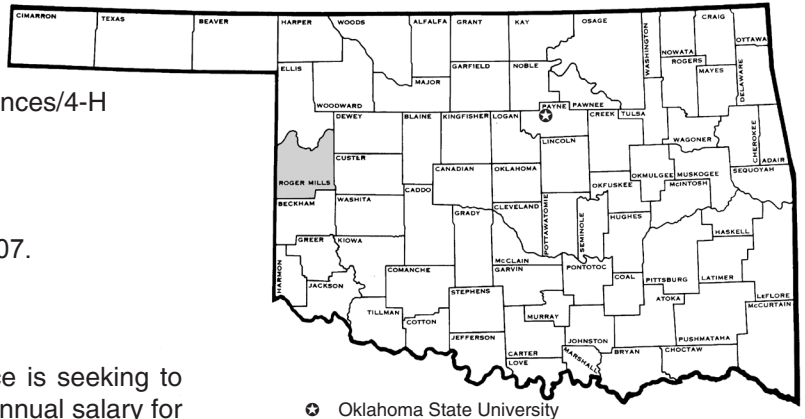 CIMARRON
TEXAS
BEAVER
HARPER
WOODS
ALFALFA
GRANT
KAY
OSAGE
WASHINGTON
NOWATA
CRAIG
OTTAWA
ROGERS
MAYES
DELAWARE
ELLIS
WOODWARD
MAJOR
GARFIELD
NOBLE
nces/4-H
DEWEY
BLAINE
KINGFISHER
LOGAN
PAYNE
PAWNEE
CREEK
TULSA
WAGONER
CHEROKEE
ADAIR
LINCOLN
ROGER MILLS
CUSTER
CANADIAN
OKLAHOMA
OKFUSKEE
OKMULGEE
MUSKOGEE
SEQUOYAH
McINTOSH
BECKHAM
WASHITA
CADDO
GRADY
CLEVELAND
POTTAWATOMIE
SEMINOLE
HUGHES
HASKELL
07.
GREER
KIOWA
HARMON
JACKSON
COMANCHE
McCLAIN
GARVIN
PONTOTOC
COAL
PITTSBURG
LATIMER
LeFLORE
TILLMAN
COTTON
STEPHENS
MURRAY
ATOKA
McCURTAIN
PUSHMATAHA
JEFFERSON
CARTER
LOVE
JOHNSTON
MARSHALL
BRYAN
CHOCTAW
ce is seeking to
nnual salary for
Oklahoma State University